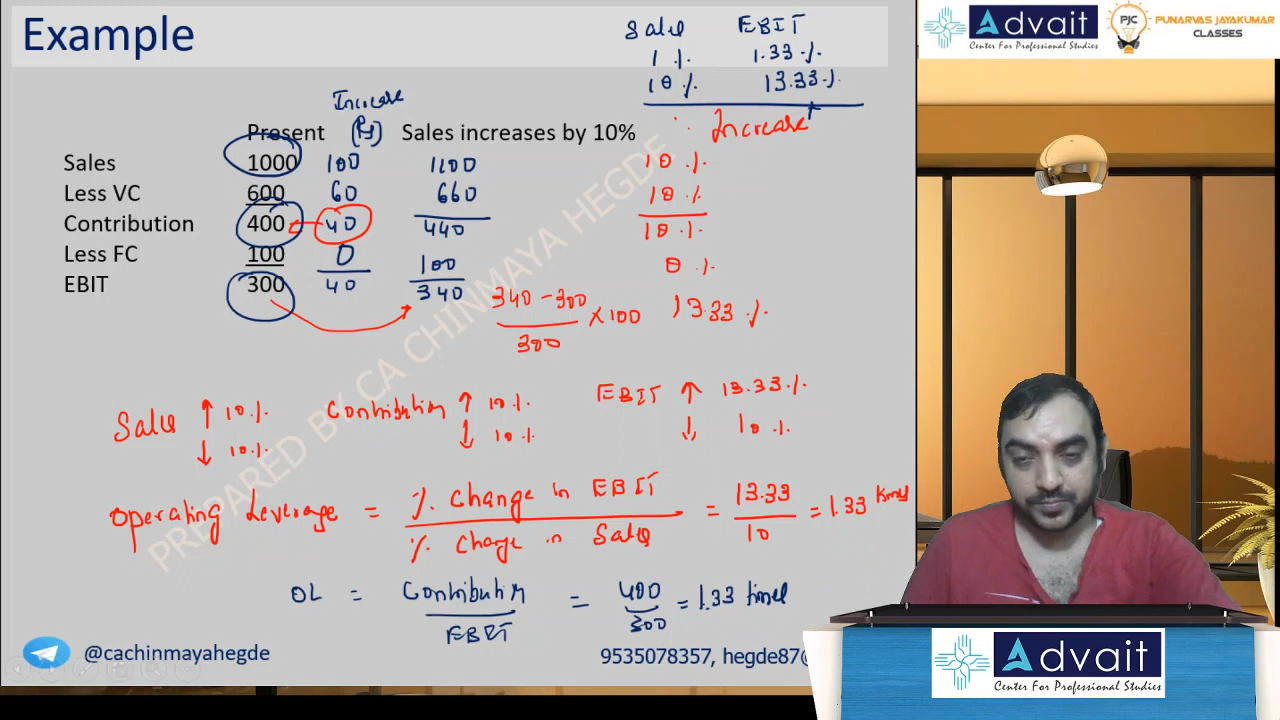 Example
Sales EBIT
1 %. 1.33 %.
10 %. 13.33 %.
Advait
Center For Professional Studies
PJC
PUNARVAS JAYAKUMAR
CLASSES
Increase
Present (Rs) Sales increases by 10% % Increase
Sales 1000 100 1100 10 %.
Less VC 600 60 660 10 %.
Contribution 400 40 440 10 %.
Less FC 100 0 100 0 %.
EBIT 300 40 340 340 - 300 / 300 × 100 13.33 %.
Sales ↑ 10 %. Contribution ↑ 10 %. EBIT ↑ 13.33 %.
↓ 10 %. ↓ 10 %. ↓ 10 %.
Operating Leverage = %. Change in EBIT / %. Change in Sales = 13.33 / 10 = 1.33 times
OL = Contribution / EBIT = 400 / 300 = 1.33 times
PREPARED BY CA CHINMAYA HEGDE
@cachinmayahegde
9535078357, hegde87@
Advait
Center For Professional Studies